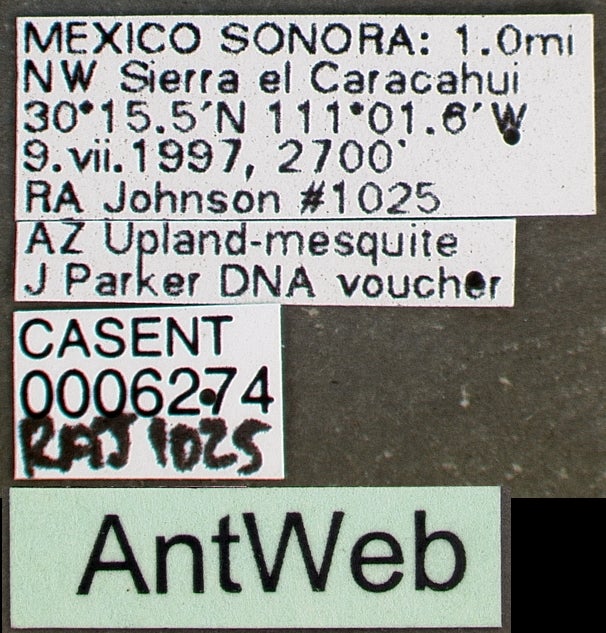 MEXICO SONORA: 1.0mi
NW Sierra el Caracahui
30°15.5'N 111°01.6'W
9.vii.1997, 2700'
RA Johnson #1025
AZ Upland-mesquite
J Parker DNA voucher
CASENT
0006274
RAJ 1025
AntWeb